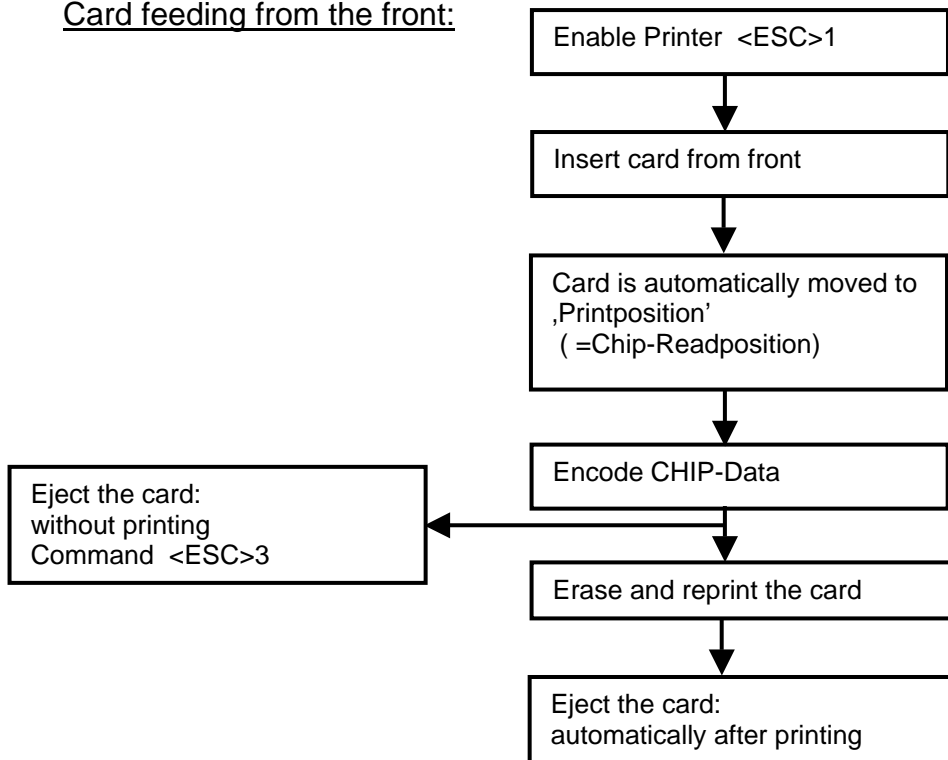 Card feeding from the front:
Enable Printer <ESC>1
Insert card from front
Card is automatically moved to
‚Printposition’
( =Chip-Readposition)
Encode CHIP-Data
Eject the card:
without printing
Command <ESC>3
Erase and reprint the card
Eject the card:
automatically after printing